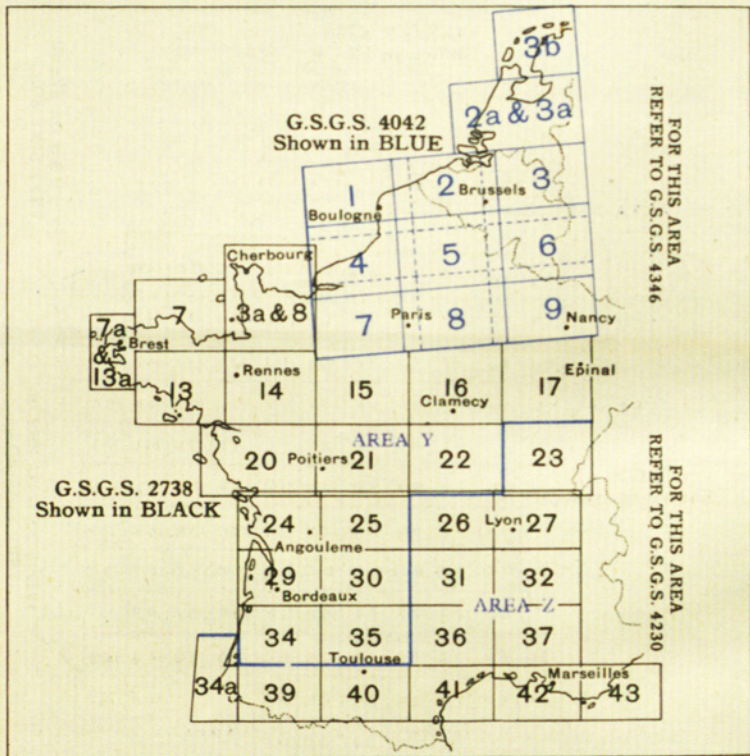 3b
G.S.G.S. 4042
Shown in BLUE
2a & 3a
FOR THIS AREA
REFER TO G.S.G.S. 4346
1
2
3
Boulogne
Brussels
4
5
6
Cherbourg
7
3a & 8
7
Paris
8
9
Nancy
7a
&
13a
Brest
13
Rennes
14
15
16
Clamecy
17
Epinal
AREA Y
20
Poitiers
21
22
23
G.S.G.S. 2738
Shown in BLACK
FOR THIS AREA
REFER TO G.S.G.S. 4230
24
25
26
Lyon
27
Angouleme
29
30
31
32
Bordeaux
AREA Z
34
35
36
37
Toulouse
34a
39
40
41
42
Marseilles
43